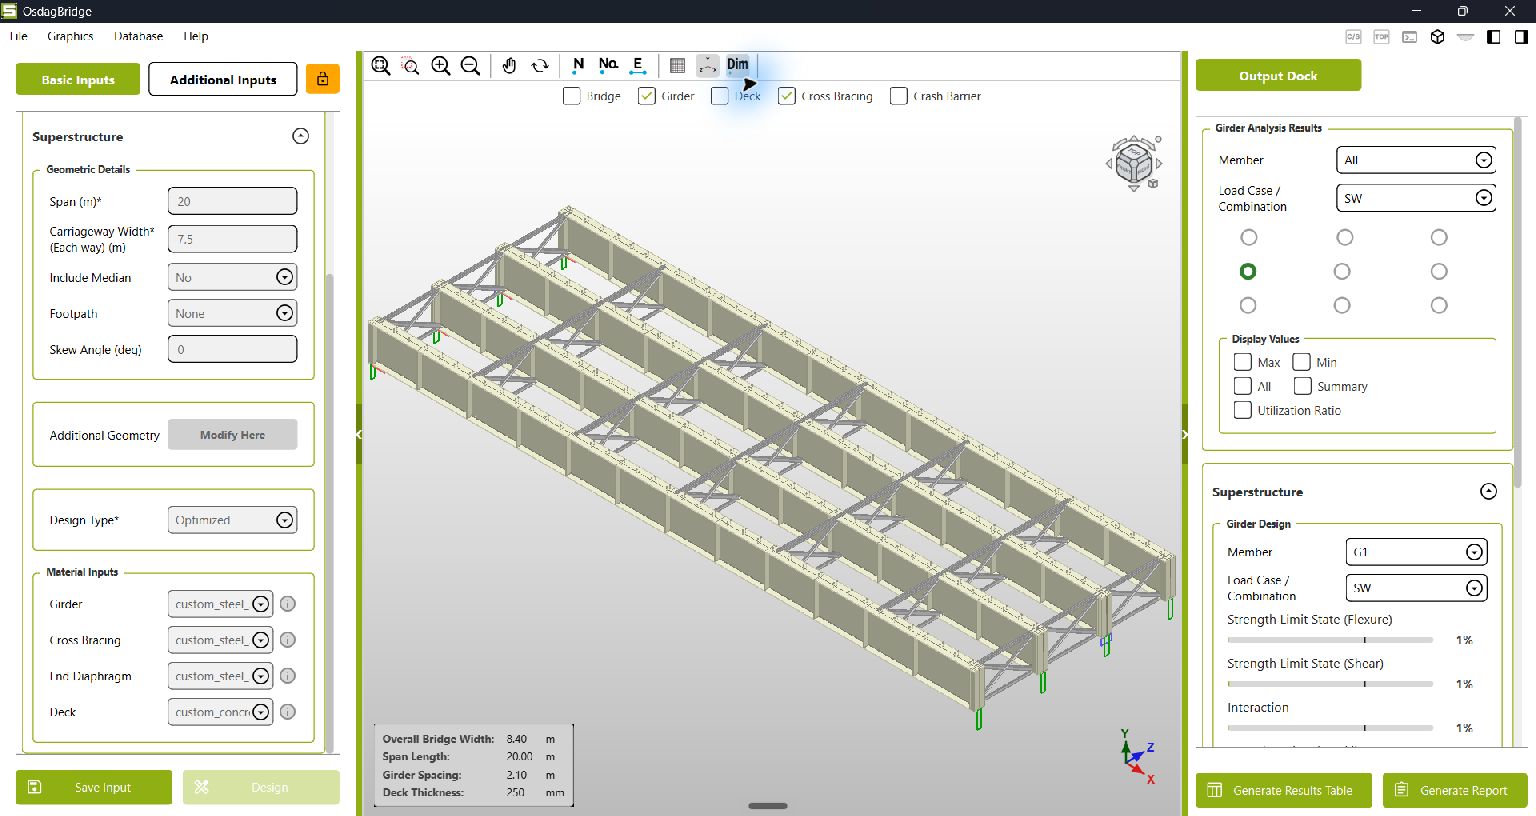 OsdagBridge
File Graphics Database Help
C/S TOP
Basic Inputs Additional Inputs
N No. E Dim
Bridge Girder Deck Cross Bracing Crash Barrier
Superstructure
Geometric Details
Span (m)* 20
Carriageway Width* (Each way) (m) 7.5
Include Median No
Footpath None
Skew Angle (deg) 0
Additional Geometry Modify Here
Design Type* Optimized
Material Inputs
Girder custom_steel_
Cross Bracing custom_steel_
End Diaphragm custom_steel_
Deck custom_concr
Save Input Design
Overall Bridge Width: 8.40 m
Span Length: 20.00 m
Girder Spacing: 2.10 m
Deck Thickness: 250 mm
Y
Z
X
Output Dock
Girder Analysis Results
Member All
Load Case / Combination SW
Display Values
Max Min
All Summary
Utilization Ratio
Superstructure
Girder Design
Member G1
Load Case / Combination SW
Strength Limit State (Flexure)
1%
Strength Limit State (Shear)
1%
Interaction
1%
Generate Results Table Generate Report